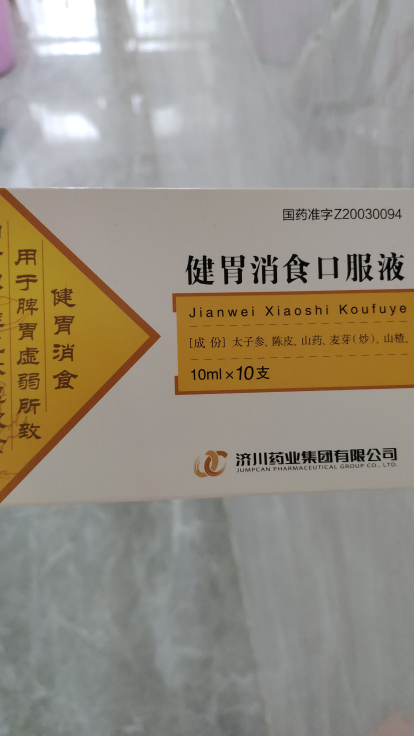 国药准字Z20030094
健胃消食口服液
Jianwei Xiaoshi Koufuye
[成份] 太子参、陈皮、山药、麦芽(炒)、山楂、
10ml×10支
济川药业集团有限公司
JUMPCAN PHARMACEUTICAL GROUP CO., LTD.
健胃消食
用于脾胃虚弱所致